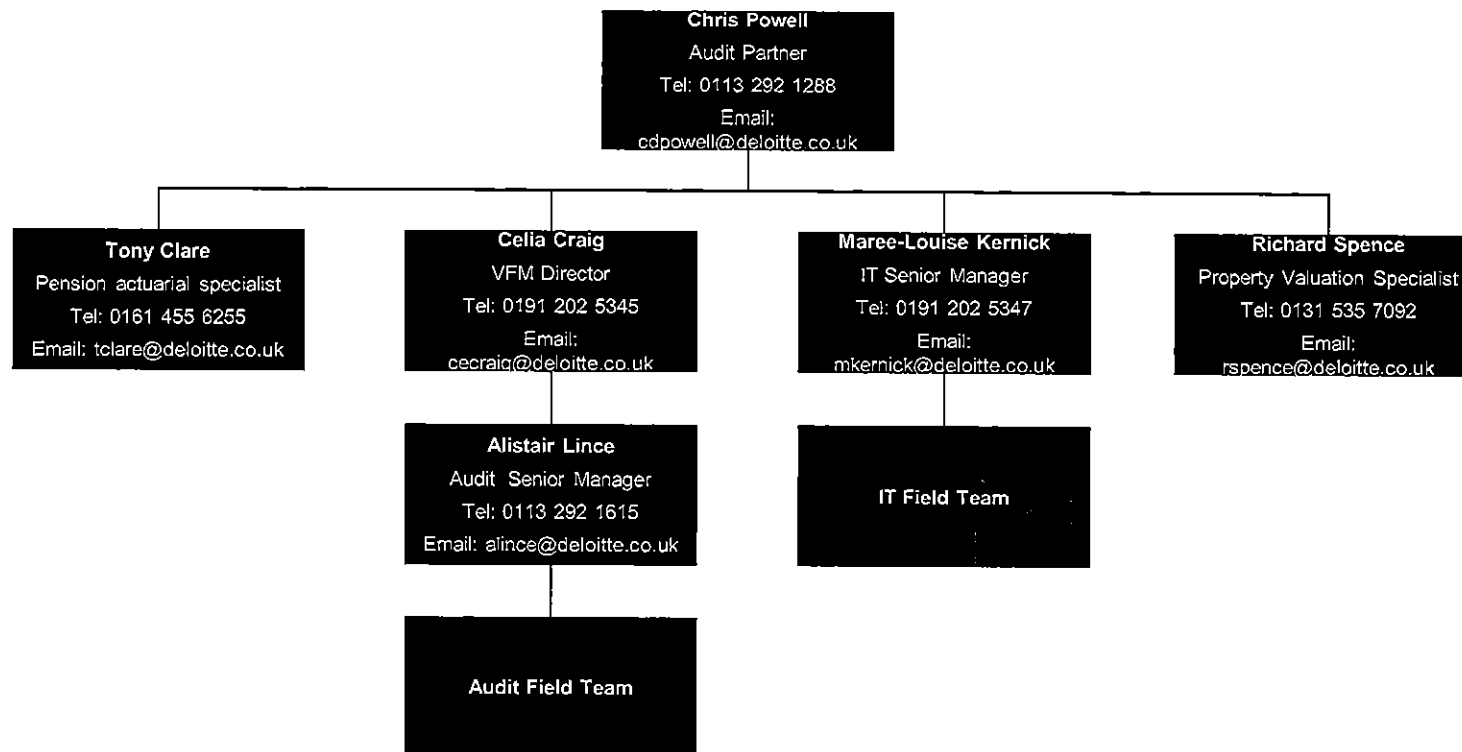 Chris Powell
Audit Partner
Tel: 0113 292 1288
Email:
cdpowell@deloitte.co.uk
Tony Clare
Pension actuarial specialist
Tel: 0161 455 6255
Email: tclare@deloitte.co.uk
Celia Craig
VFM Director
Tel: 0191 202 5345
Email:
cecraig@deloitte.co.uk
Maree-Louise Kernick
IT Senior Manager
Tel: 0191 202 5347
Email:
mkernick@deloitte.co.uk
Richard Spence
Property Valuation Specialist
Tel: 0131 535 7092
Email:
rspence@deloitte.co.uk
Alistair Lince
Audit Senior Manager
Tel: 0113 292 1615
Email: alince@deloitte.co.uk
IT Field Team
Audit Field Team